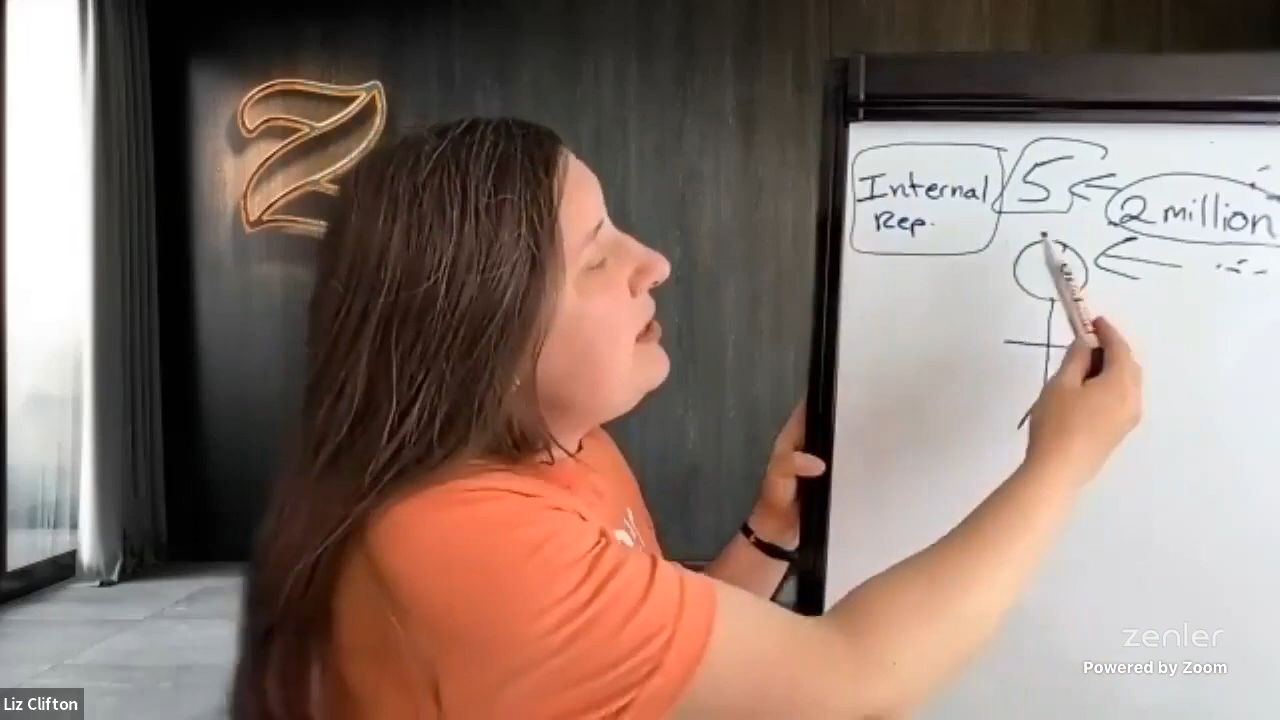 Z
Internal
Rep.
5
2 million
zenler
Powered by Zoom
Liz Clifton